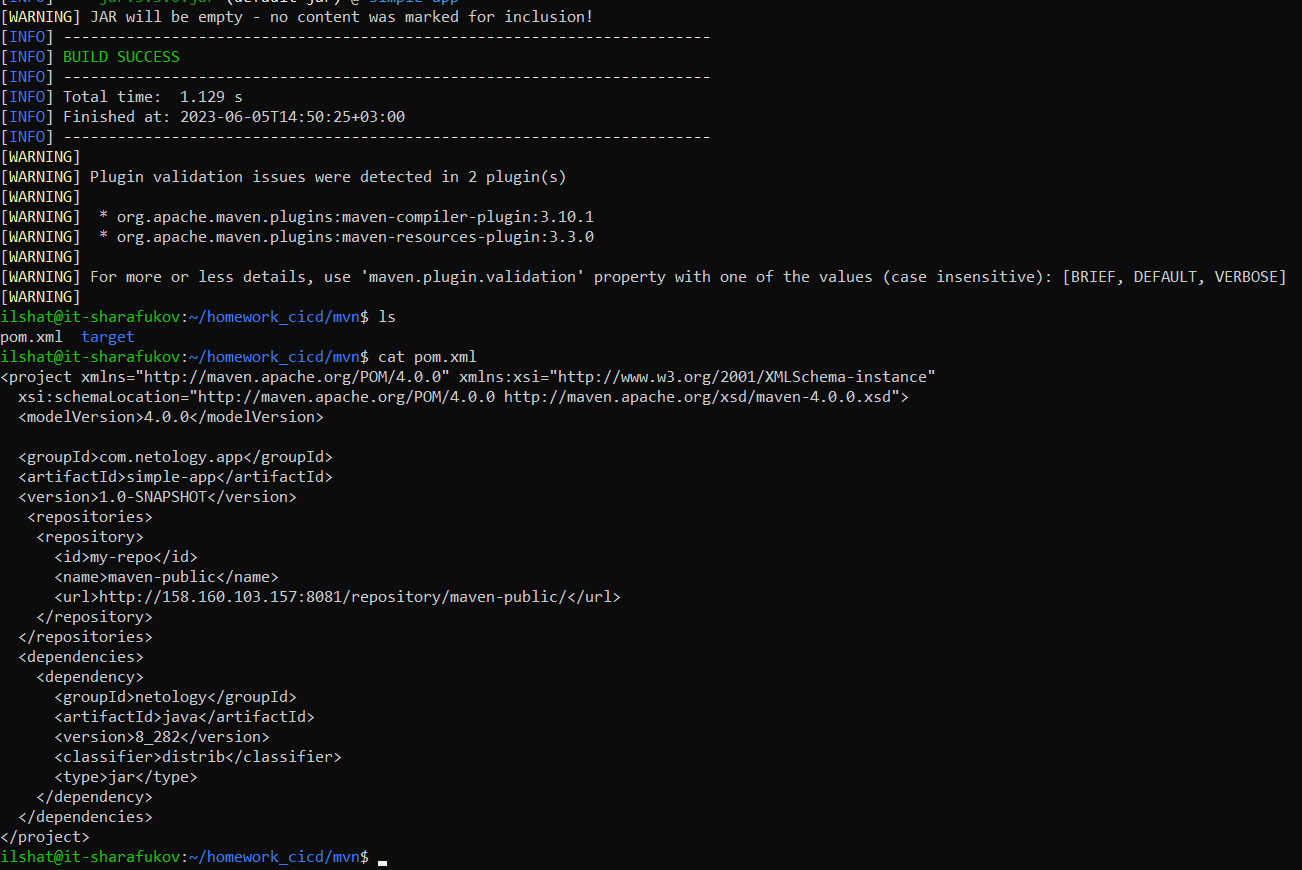 [WARNING] JAR will be empty - no content was marked for inclusion!
[INFO] ------------------------------------------------------------------------
[INFO] BUILD SUCCESS
[INFO] ------------------------------------------------------------------------
[INFO] Total time:  1.129 s
[INFO] Finished at: 2023-06-05T14:50:25+03:00
[INFO] ------------------------------------------------------------------------
[WARNING]
[WARNING] Plugin validation issues were detected in 2 plugin(s)
[WARNING]
[WARNING]  * org.apache.maven.plugins:maven-compiler-plugin:3.10.1
[WARNING]  * org.apache.maven.plugins:maven-resources-plugin:3.3.0
[WARNING]
[WARNING] For more or less details, use 'maven.plugin.validation' property with one of the values (case insensitive): [BRIEF, DEFAULT, VERBOSE]
[WARNING]
ilshat@it-sharafukov:~/homework_cicd/mvn$ ls
pom.xml  target
ilshat@it-sharafukov:~/homework_cicd/mvn$ cat pom.xml
<project xmlns="http://maven.apache.org/POM/4.0.0" xmlns:xsi="http://www.w3.org/2001/XMLSchema-instance"
  xsi:schemaLocation="http://maven.apache.org/POM/4.0.0 http://maven.apache.org/xsd/maven-4.0.0.xsd">
  <modelVersion>4.0.0</modelVersion>

  <groupId>com.netology.app</groupId>
  <artifactId>simple-app</artifactId>
  <version>1.0-SNAPSHOT</version>
   <repositories>
    <repository>
      <id>my-repo</id>
      <name>maven-public</name>
      <url>http://158.160.103.157:8081/repository/maven-public/</url>
    </repository>
  </repositories>
  <dependencies>
    <dependency>
      <groupId>netology</groupId>
      <artifactId>java</artifactId>
      <version>8_282</version>
      <classifier>distrib</classifier>
      <type>jar</type>
    </dependency>
  </dependencies>
</project>
ilshat@it-sharafukov:~/homework_cicd/mvn$